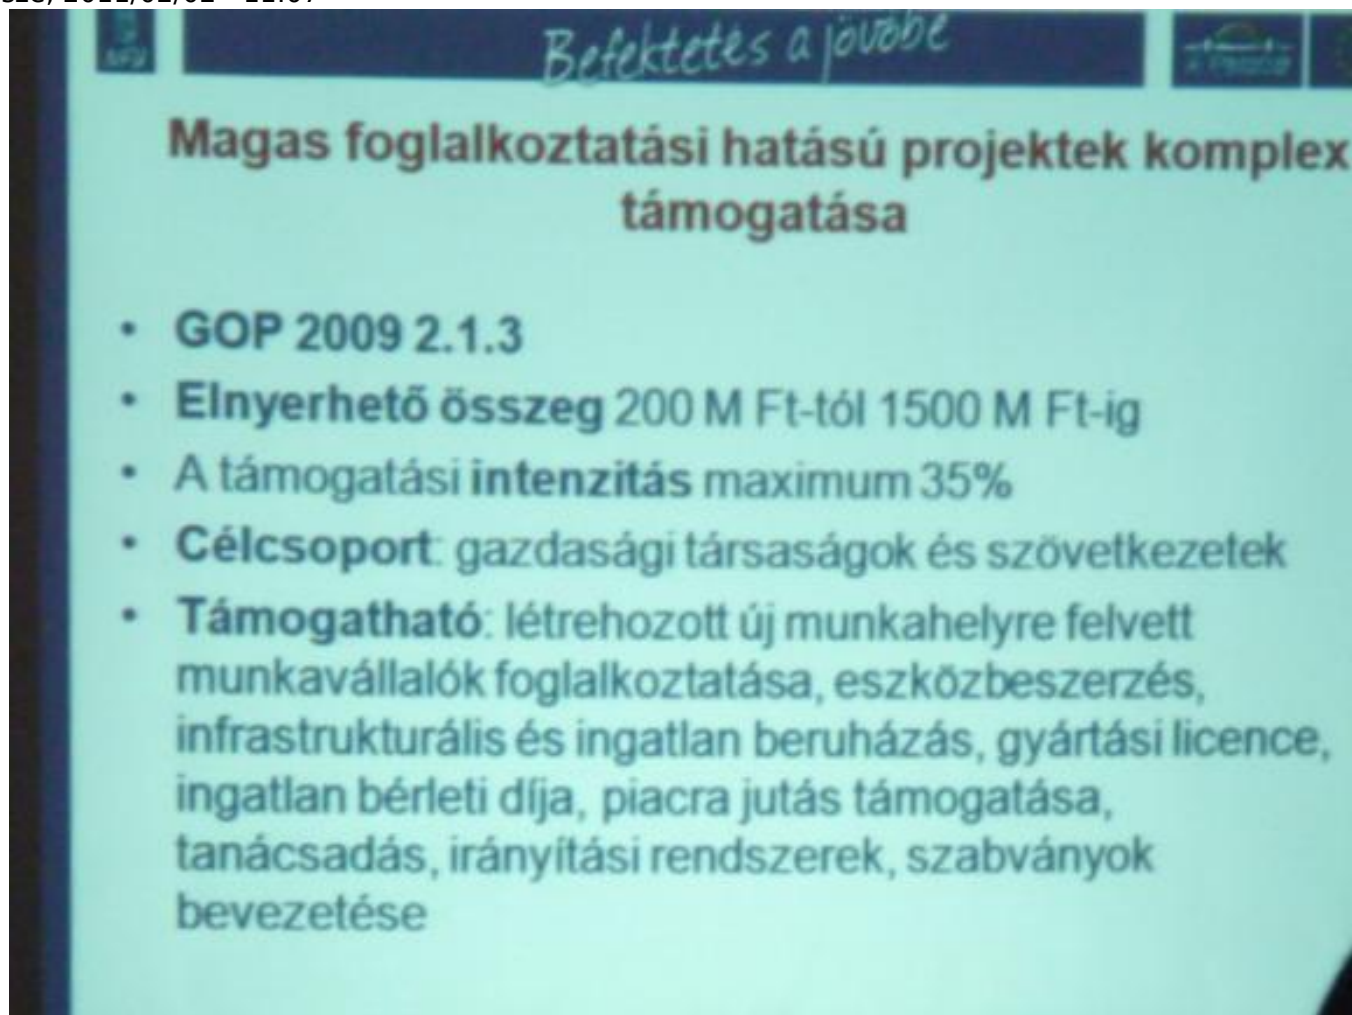 Befektetés a jövőbe
Magas foglalkoztatási hatású projektek komplex
támogatása
• GOP 2009 2.1.3
• Elnyerhető összeg 200 M Ft-tól 1500 M Ft-ig
• A támogatási intenzitás maximum 35%
• Célcsoport: gazdasági társaságok és szövetkezetek
• Támogatható: létrehozott új munkahelyre felvett
munkavállalók foglalkoztatása, eszközbeszerzés,
infrastrukturális és ingatlan beruházás, gyártási licence,
ingatlan bérleti díja, piacra jutás támogatása,
tanácsadás, irányítási rendszerek, szabványok
bevezetése